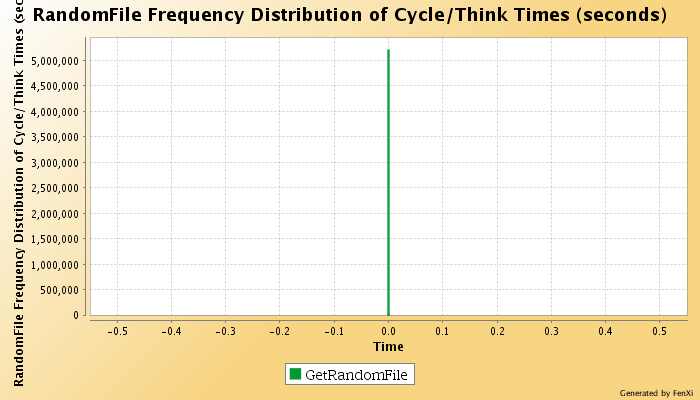 RandomFile Frequency Distribution of Cycle/Think Times (seconds)
RandomFile Frequency Distribution of Cycle/Think Times (sec
5,000,000
4,500,000
4,000,000
3,500,000
3,000,000
2,500,000
2,000,000
1,500,000
1,000,000
500,000
0
-0.5 -0.4 -0.3 -0.2 -0.1 0.0 0.1 0.2 0.3 0.4 0.5
Time
GetRandomFile
Generated by FenXi